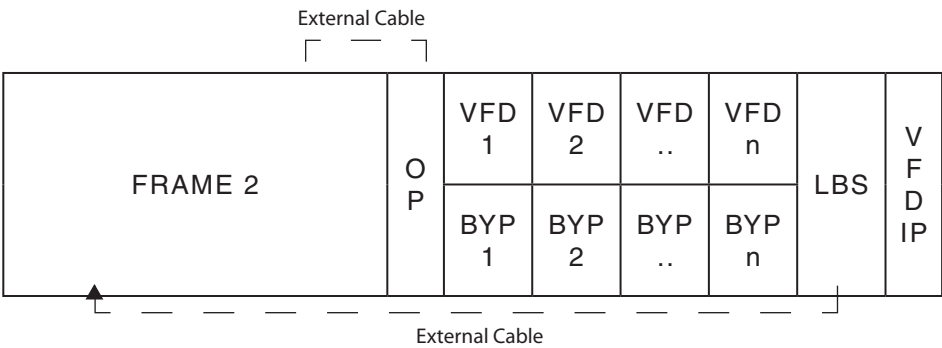 External Cable
FRAME 2
O
P
VFD
1
VFD
2
VFD
..
VFD
n
BYP
1
BYP
2
BYP
..
BYP
n
LBS
V
F
D
IP
External Cable